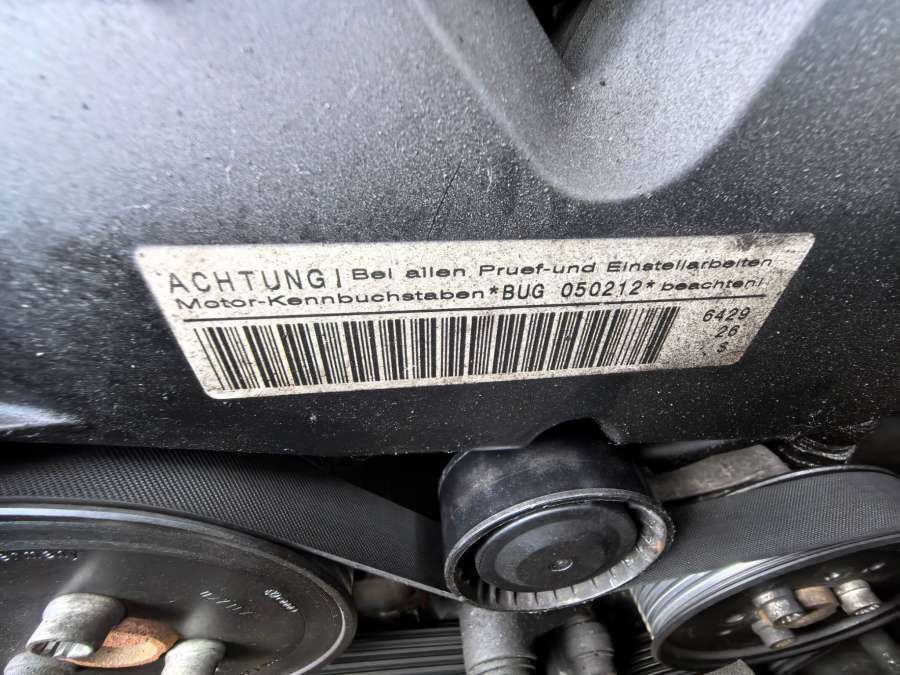 ACHTUNG! Bei allen Pruef-und Einstellarbeiten
Motor-Kennbuchstaben *BUG 050212* beachten!
6429
26